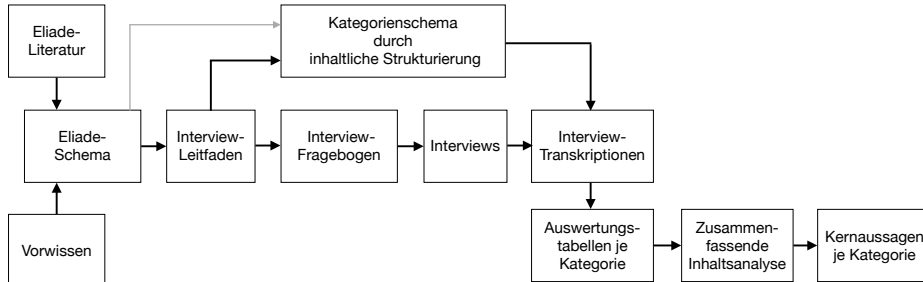 Eliade-
Literatur
Kategorienschema
durch
inhaltliche Strukturierung
Eliade-
Schema
Interview-
Leitfaden
Interview-
Fragebogen
Interviews
Interview-
Transkriptionen
Vorwissen
Auswertungs-
tabellen je
Kategorie
Zusammen-
fassende
Inhaltsanalyse
Kernaussagen
je Kategorie